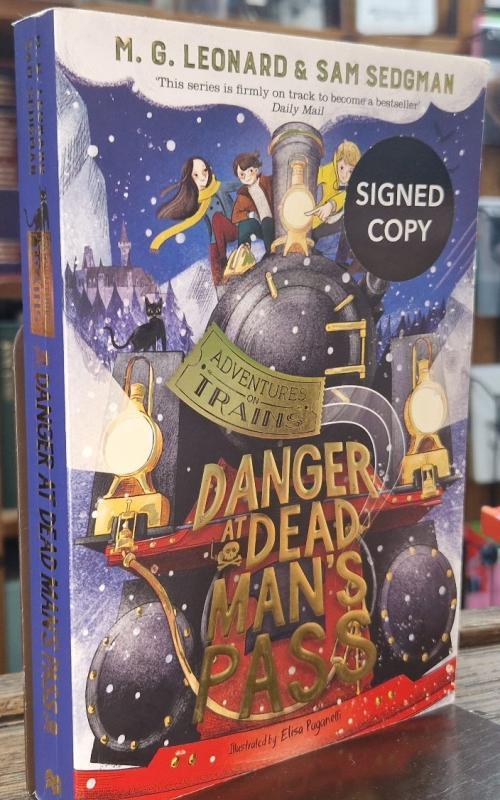 M. G. LEONARD & SAM SEDGMAN
'This series is firmly on track to become a bestseller'
Daily Mail
SIGNED
COPY
ADVENTURES
ON
TRAINS
DANGER
AT DEAD
MAN'S
PASS
Illustrated by Elisa Paganelli
DANGER AT DEAD MAN'S PASS